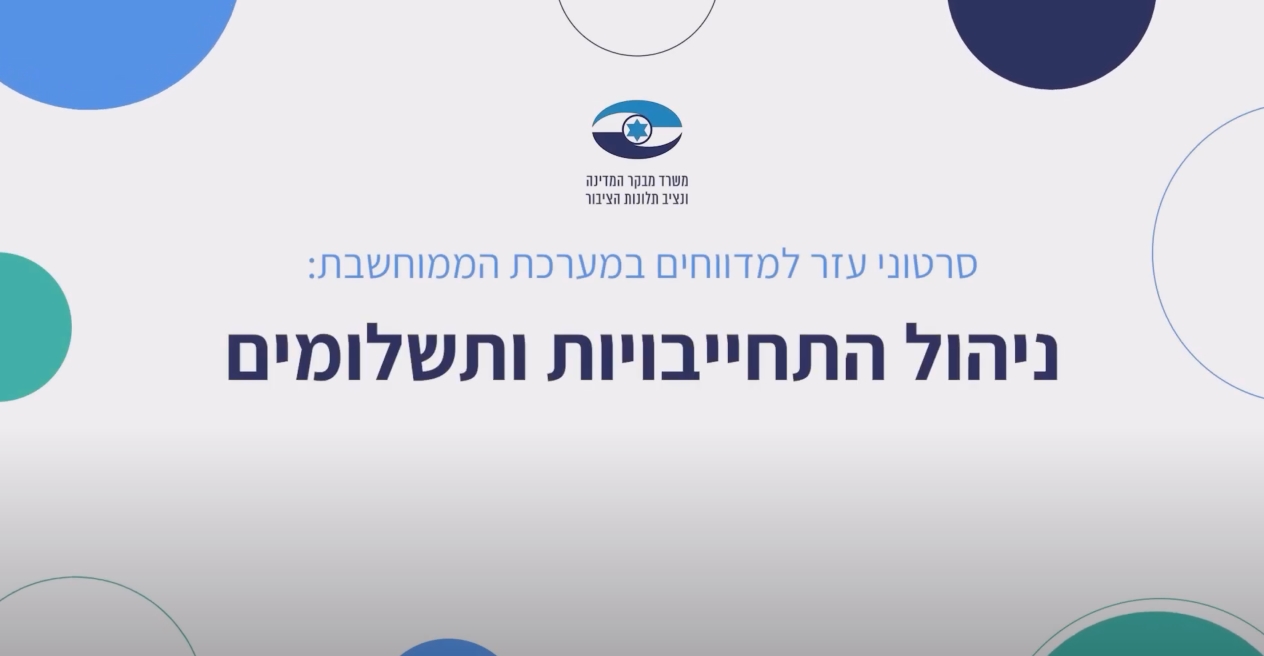 משרד מבקר המדינה
ונציב תלונות הציבור
סרטוני עזר למדווחים במערכת הממוחשבת:
ניהול התחייבויות ותשלומים